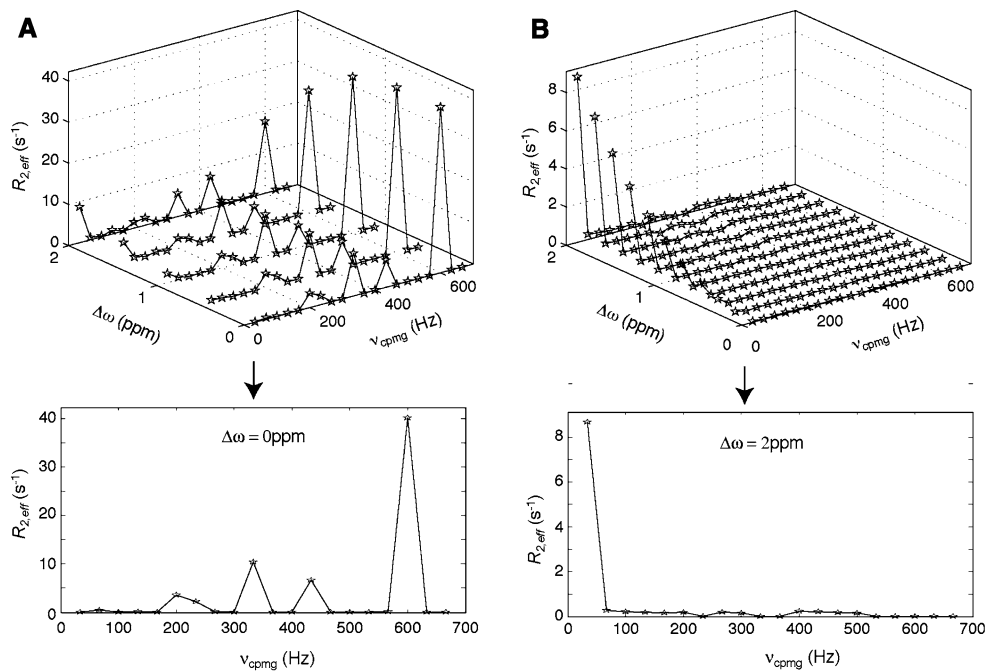 A
R2,eff (s-1)
40
30
20
10
0
2
1
0
Δω (ppm)
0
200
400
600
νcpmg (Hz)
B
R2,eff (s-1)
8
6
4
2
0
2
1
0
Δω (ppm)
0
200
400
600
νcpmg (Hz)
Δω = 0ppm
R2,eff (s-1)
40
30
20
10
0
0 100 200 300 400 500 600 700
νcpmg (Hz)
Δω = 2ppm
R2,eff (s-1)
8
6
4
2
0
0 100 200 300 400 500 600 700
νcpmg (Hz)